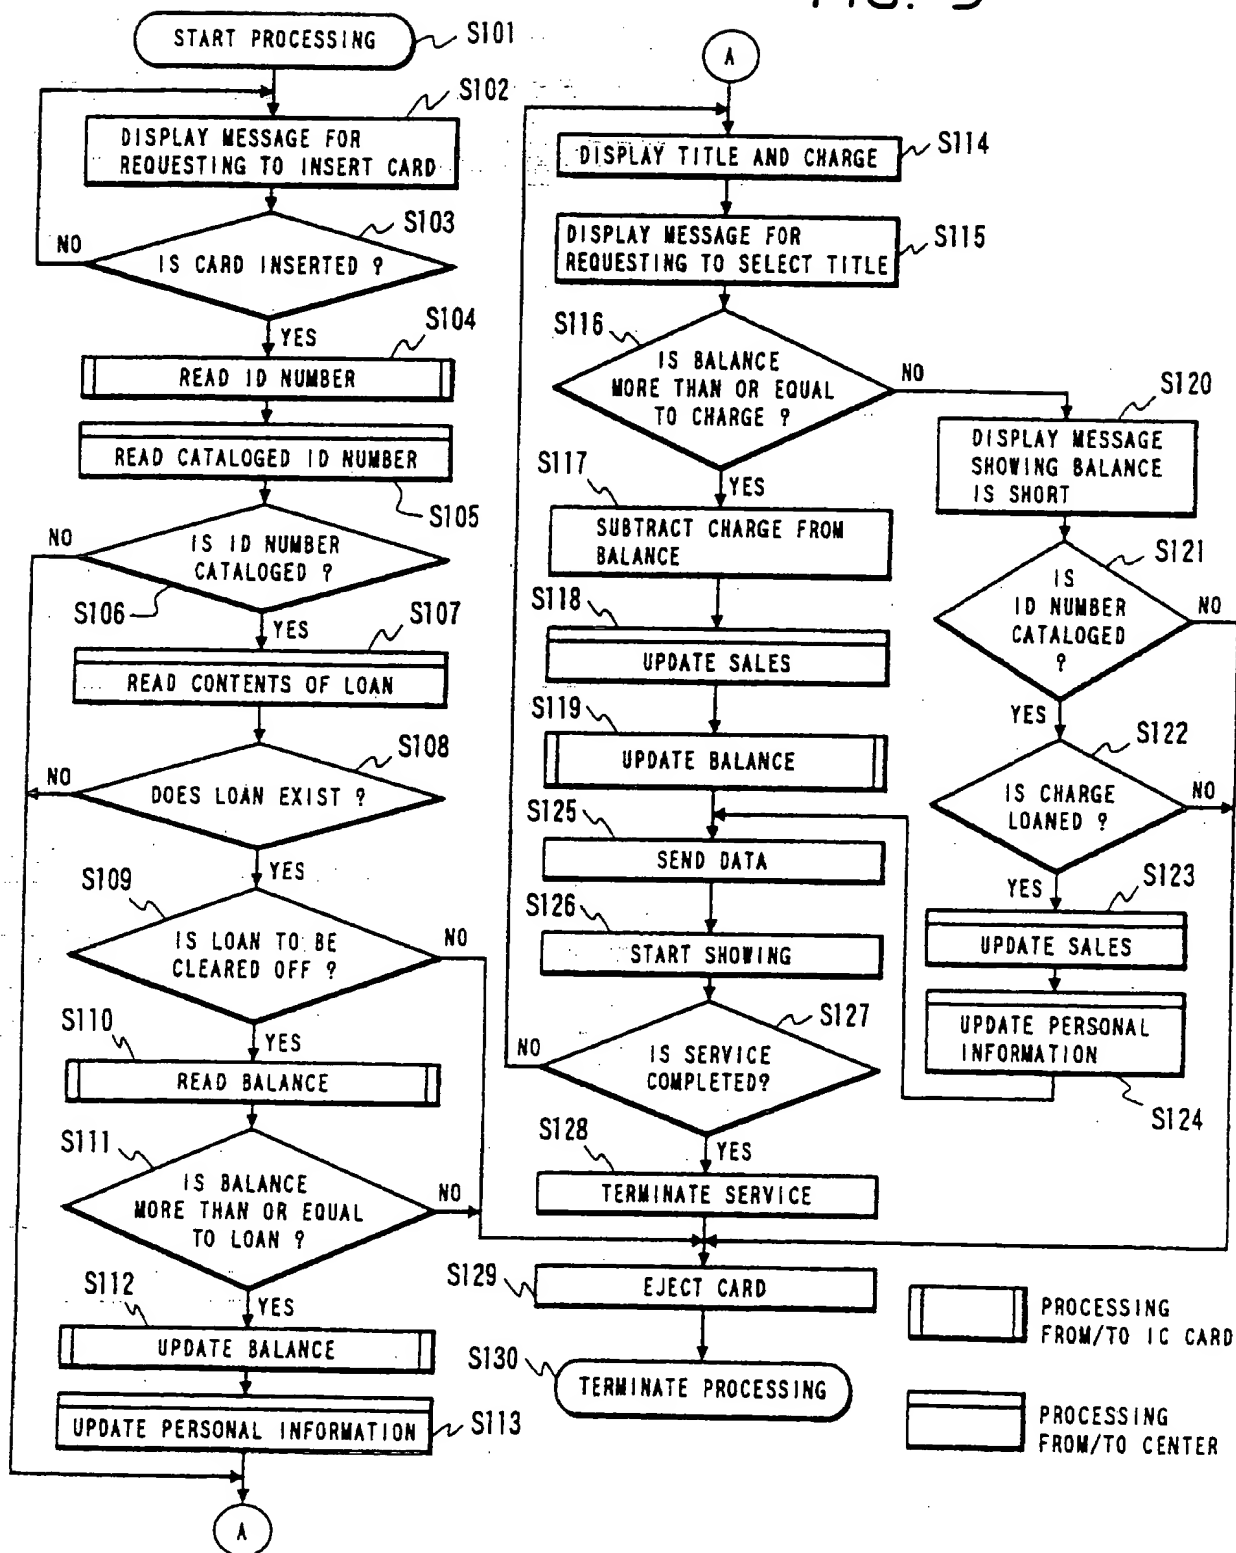 FIG. 3
START PROCESSING
S101
S102
DISPLAY MESSAGE FOR
REQUESTING TO INSERT CARD
S103
NO
IS CARD INSERTED ?
YES
S104
READ ID NUMBER
READ CATALOGED ID NUMBER
S105
NO
IS ID NUMBER
CATALOGED ?
S106
YES
S107
READ CONTENTS OF LOAN
S108
NO
DOES LOAN EXIST ?
YES
S109
IS LOAN TO BE
CLEARED OFF ?
NO
S110
YES
READ BALANCE
S111
IS BALANCE
MORE THAN OR EQUAL
TO LOAN ?
NO
S112
YES
UPDATE BALANCE
UPDATE PERSONAL INFORMATION
S113
A
A
DISPLAY TITLE AND CHARGE
S114
DISPLAY MESSAGE FOR
REQUESTING TO SELECT TITLE
S115
S116
IS BALANCE
MORE THAN OR EQUAL
TO CHARGE ?
NO
S117
YES
SUBTRACT CHARGE FROM
BALANCE
S118
UPDATE SALES
S119
UPDATE BALANCE
S125
SEND DATA
S126
START SHOWING
S127
NO
IS SERVICE
COMPLETED?
S128
YES
TERMINATE SERVICE
S129
EJECT CARD
S130
TERMINATE PROCESSING
S120
DISPLAY MESSAGE
SHOWING BALANCE
IS SHORT
S121
IS
ID NUMBER
CATALOGED
?
NO
YES
S122
IS CHARGE
LOANED ?
NO
YES
S123
UPDATE SALES
UPDATE PERSONAL
INFORMATION
S124
PROCESSING
FROM/TO IC CARD
PROCESSING
FROM/TO CENTER